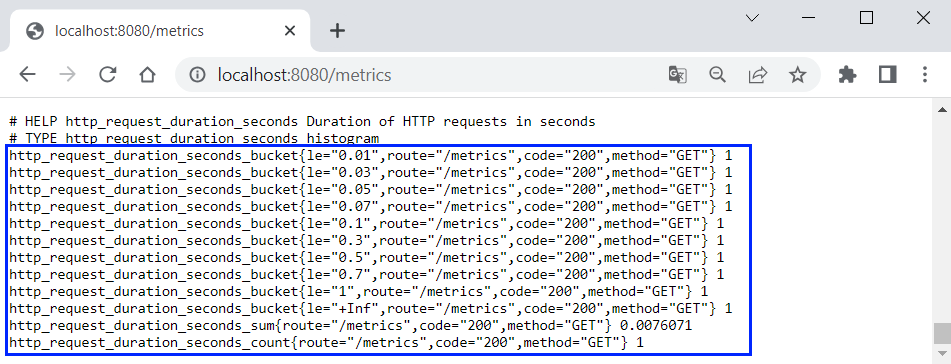 localhost:8080/metrics
localhost:8080/metrics
# HELP http_request_duration_seconds Duration of HTTP requests in seconds
# TYPE http_request_duration_seconds histogram
http_request_duration_seconds_bucket{le="0.01",route="/metrics",code="200",method="GET"} 1
http_request_duration_seconds_bucket{le="0.03",route="/metrics",code="200",method="GET"} 1
http_request_duration_seconds_bucket{le="0.05",route="/metrics",code="200",method="GET"} 1
http_request_duration_seconds_bucket{le="0.07",route="/metrics",code="200",method="GET"} 1
http_request_duration_seconds_bucket{le="0.1",route="/metrics",code="200",method="GET"} 1
http_request_duration_seconds_bucket{le="0.3",route="/metrics",code="200",method="GET"} 1
http_request_duration_seconds_bucket{le="0.5",route="/metrics",code="200",method="GET"} 1
http_request_duration_seconds_bucket{le="0.7",route="/metrics",code="200",method="GET"} 1
http_request_duration_seconds_bucket{le="1",route="/metrics",code="200",method="GET"} 1
http_request_duration_seconds_bucket{le="+Inf",route="/metrics",code="200",method="GET"} 1
http_request_duration_seconds_sum{route="/metrics",code="200",method="GET"} 0.0076071
http_request_duration_seconds_count{route="/metrics",code="200",method="GET"} 1